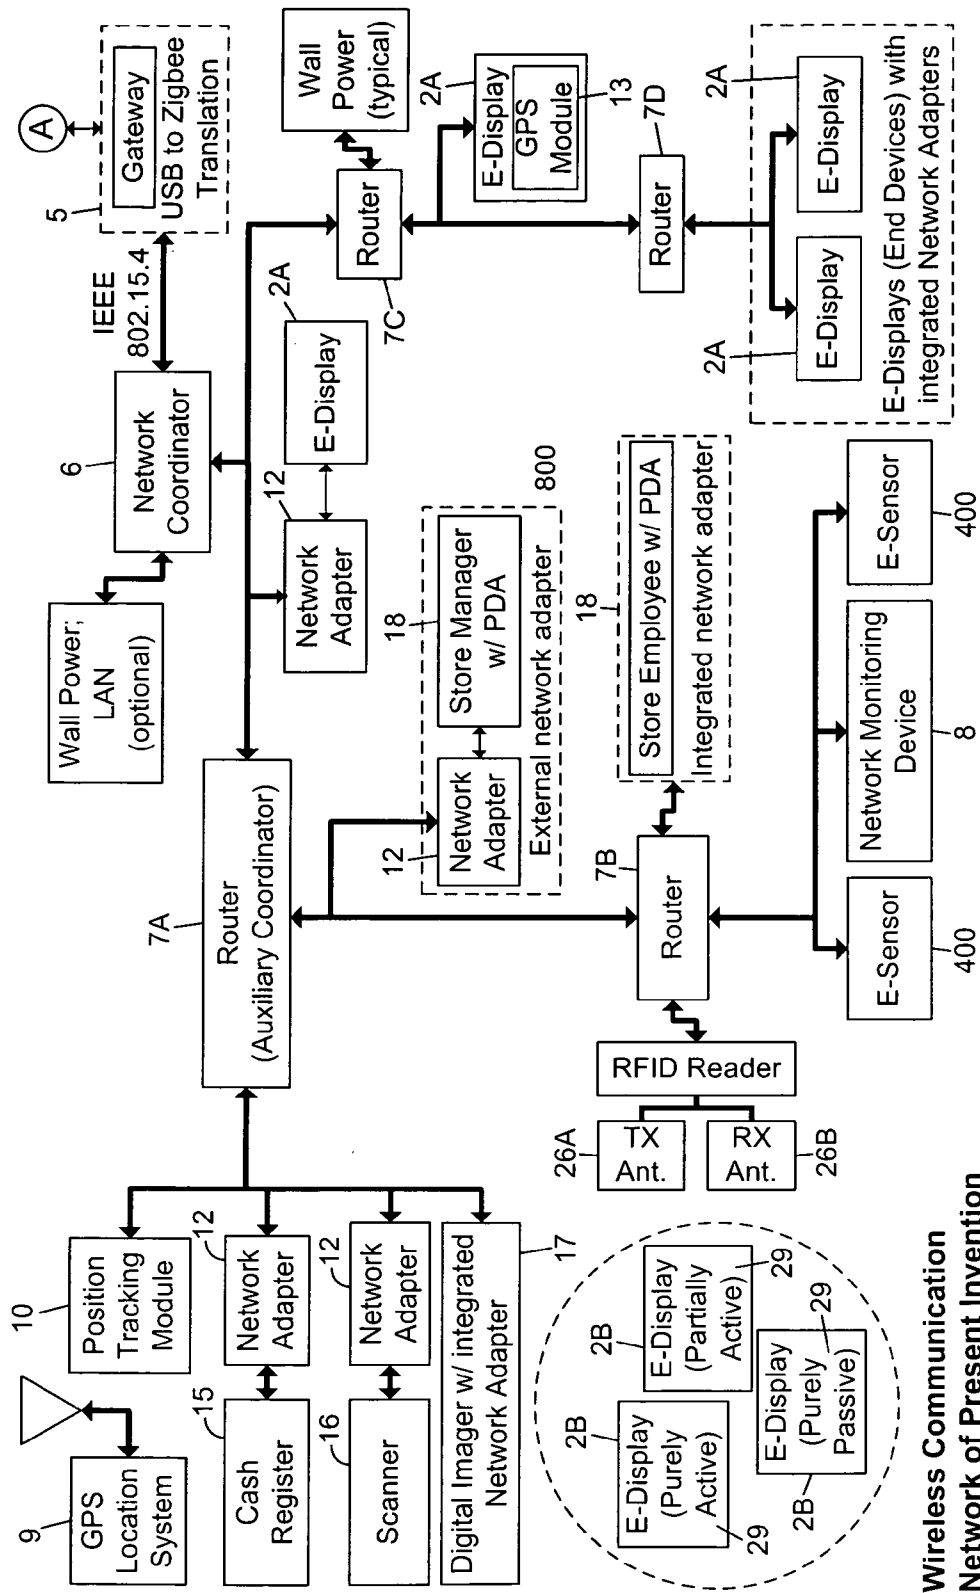 9
GPS
Location
System
10
Position
Tracking
Module
15
Cash
Register
12
Network
Adapter
16
Scanner
12
Network
Adapter
Digital Imager w/ integrated
Network Adapter
17
7A
Router
(Auxiliary Coordinator)
Wall Power;
LAN
(optional)
6
Network
Coordinator
IEEE
802.15.4
A
5
Gateway
USB to Zigbee
Translation
12
Network
Adapter
2A
E-Display
18
Store Manager
w/ PDA
12
Network
Adapter
External network adapter
800
Wall
Power
(typical)
Router
7C
2A
E-Display
GPS
Module
13
7D
Router
2A
E-Display
2A
E-Display
E-Displays (End Devices) with
integrated Network Adapters
18
Store Employee w/ PDA
Integrated network adapter
7B
Router
RFID Reader
26A
TX
Ant.
RX
Ant.
26B
E-Sensor
400
Network Monitoring
Device
8
E-Sensor
400
2B
E-Display
(Purely
Active)
29
2B
E-Display
(Partially
Active)
29
2B
E-Display
(Purely
Passive)
29
Wireless Communication
Network of Present Invention